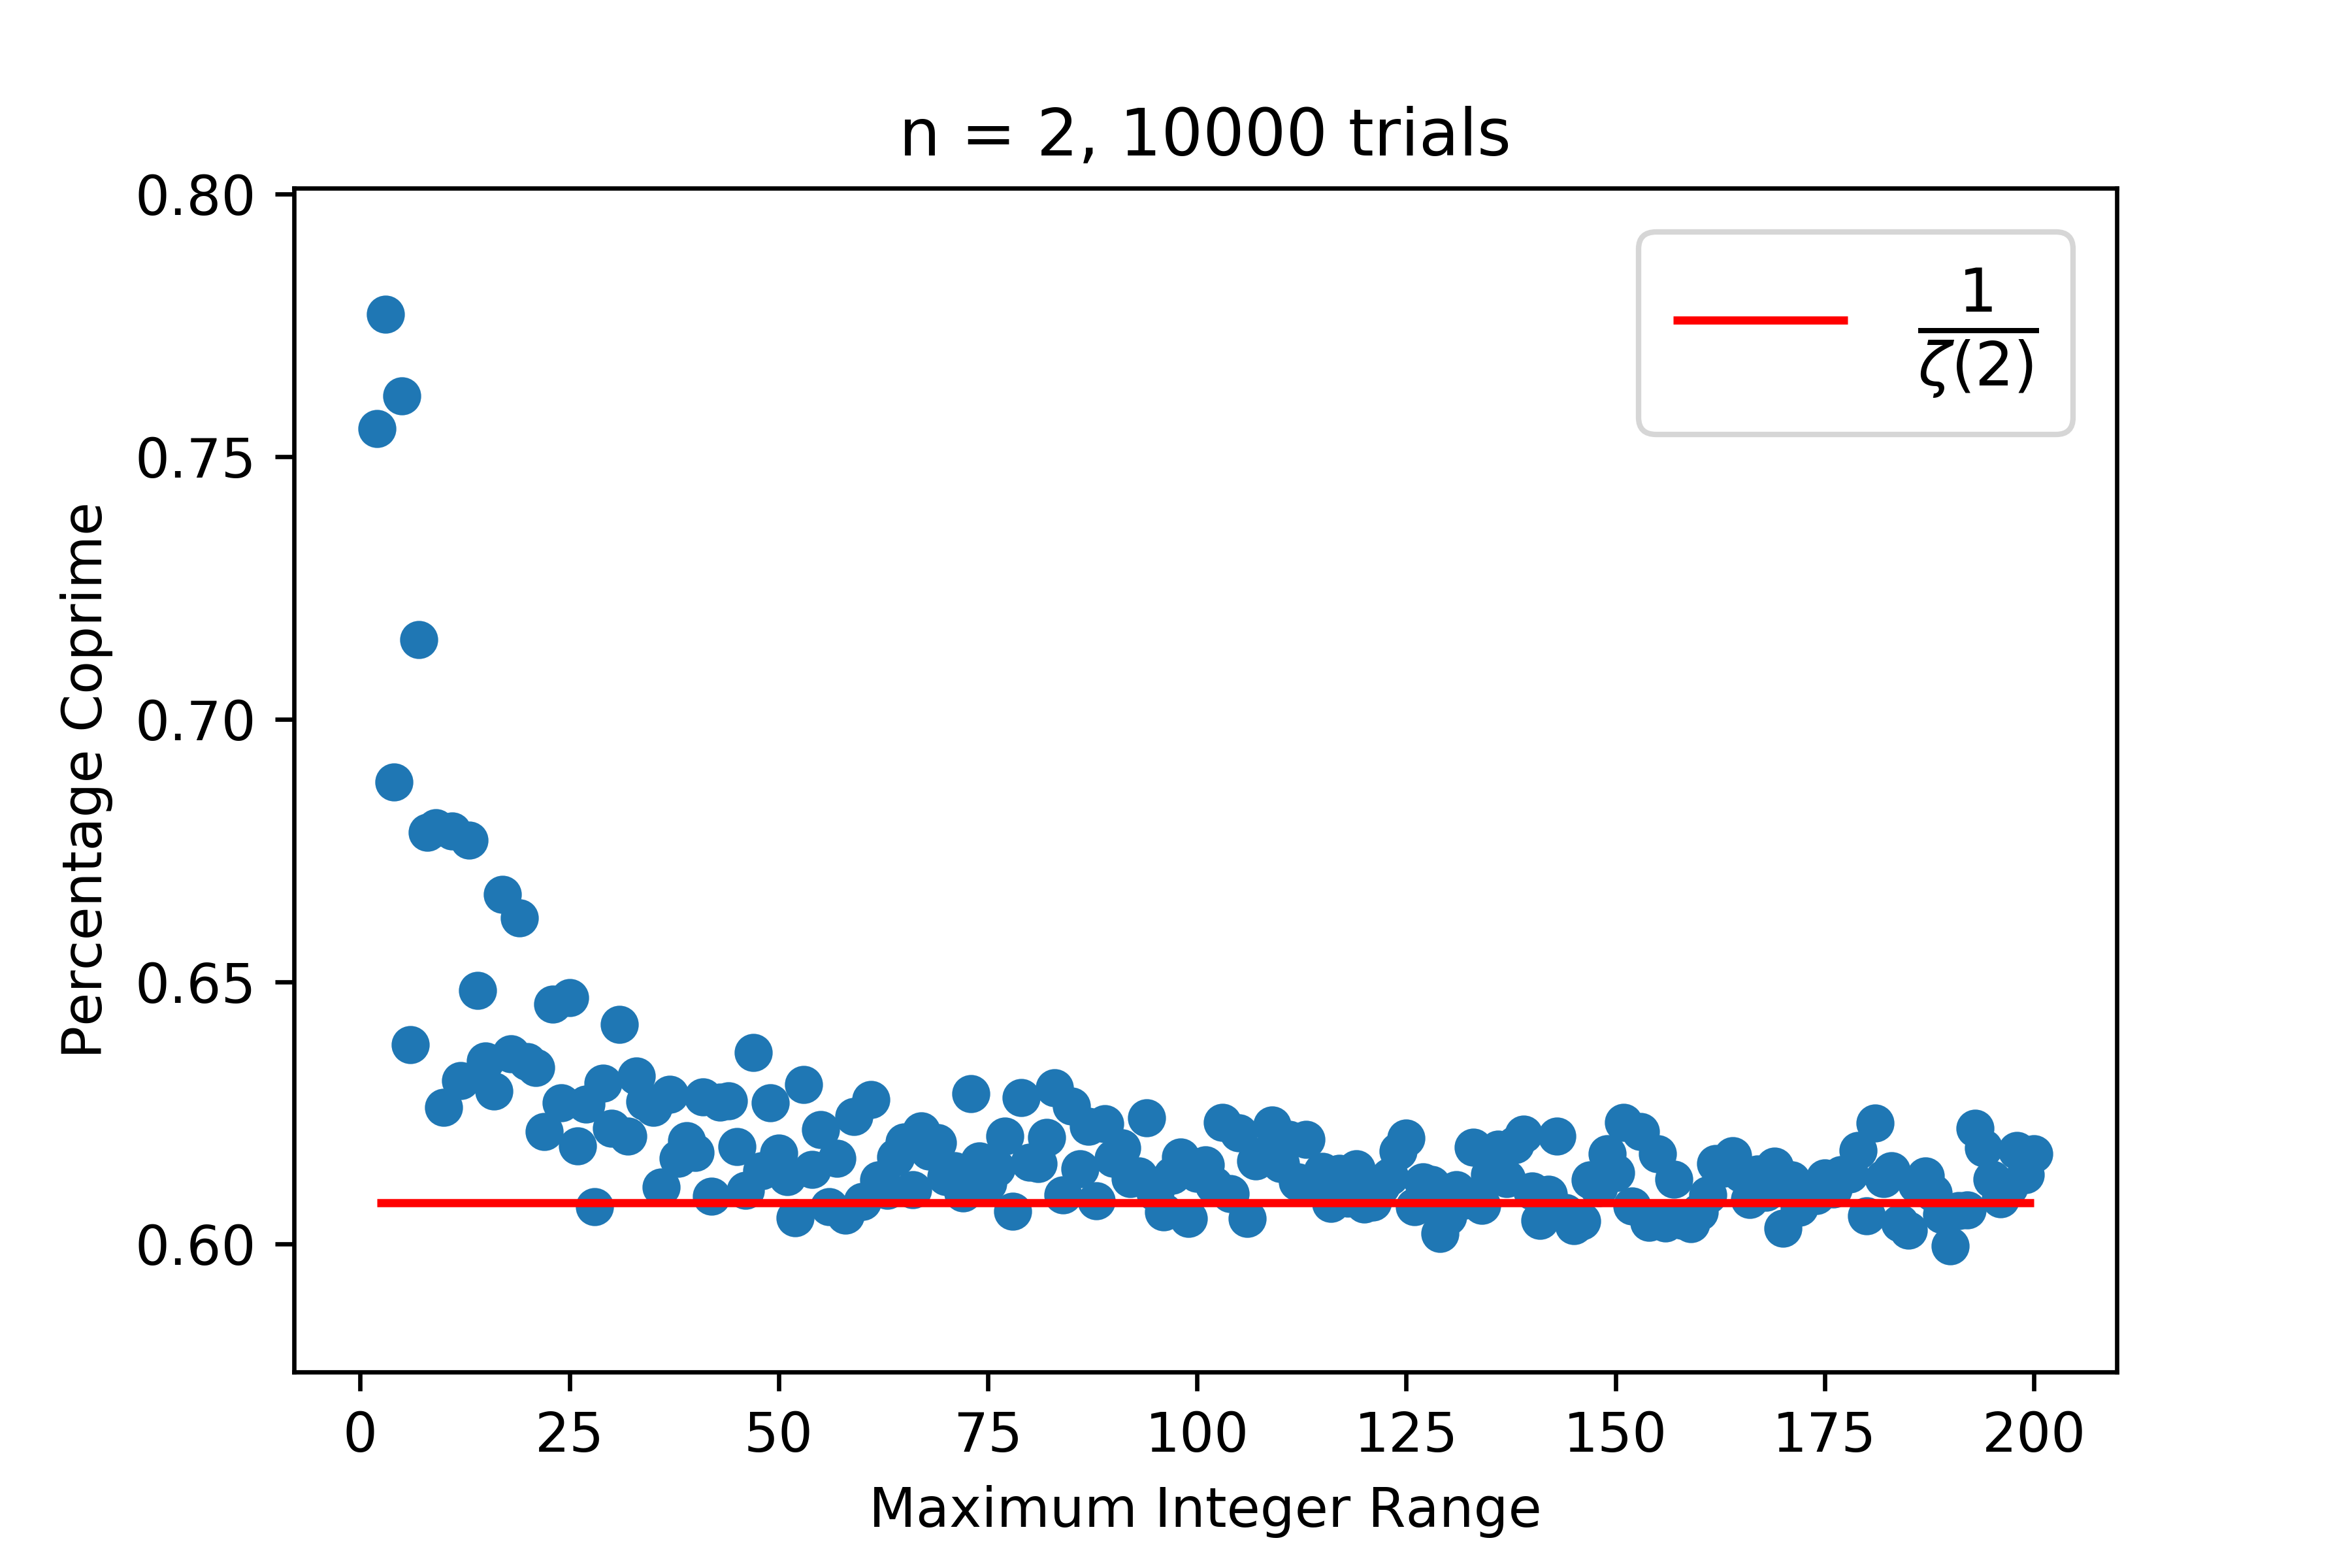 n = 2, 10000 trials
0.80
0.75
0.70
0.65
0.60
Percentage Coprime
1
ζ(2)
0 25 50 75 100 125 150 175 200
Maximum Integer Range